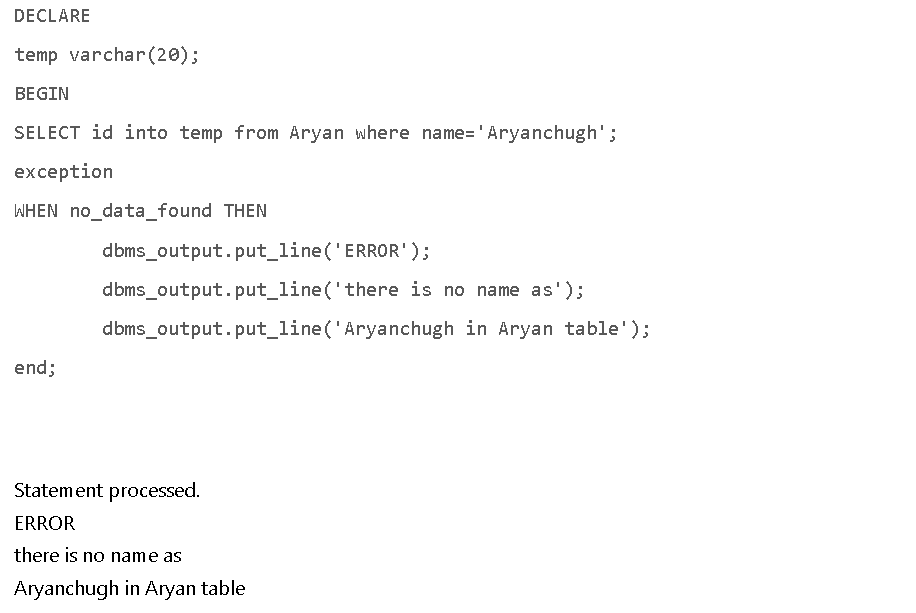 DECLARE
temp varchar(20);
BEGIN
SELECT id into temp from Aryan where name='Aryanchugh';
exception
WHEN no_data_found THEN
dbms_output.put_line('ERROR');
dbms_output.put_line('there is no name as');
dbms_output.put_line('Aryanchugh in Aryan table');
end;
Statement processed.
ERROR
there is no name as
Aryanchugh in Aryan table